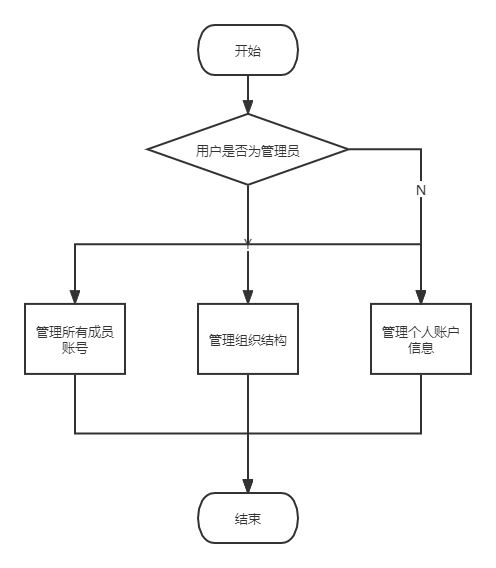 开始
用户是否为管理员
N
Y
管理所有成员
账号
管理组织结构
管理个人账户
信息
结束